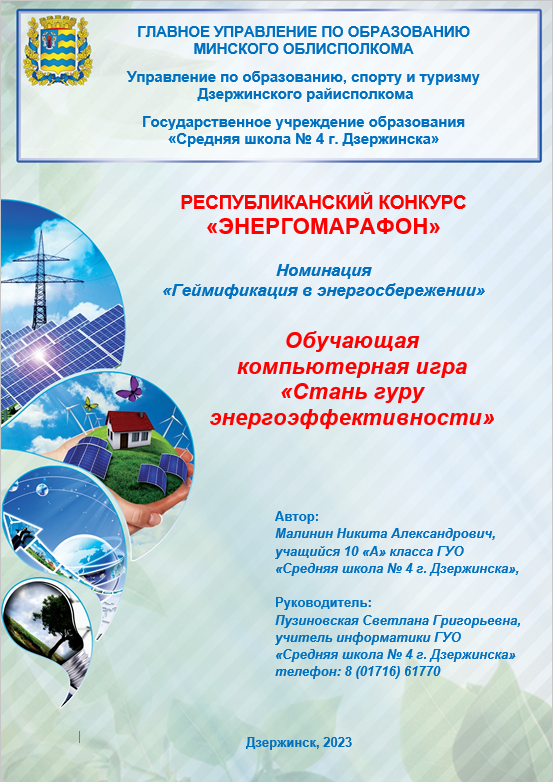 ГЛАВНОЕ УПРАВЛЕНИЕ ПО ОБРАЗОВАНИЮ
МИНСКОГО ОБЛИСПОЛКОМА
Управление по образованию, спорту и туризму
Дзержинского райисполкома
Государственное учреждение образования
«Средняя школа № 4 г. Дзержинска»
РЕСПУБЛИКАНСКИЙ КОНКУРС
«ЭНЕРГОМАРАФОН»
Номинация
«Геймификация в энергосбережении»
Обучающая
компьютерная игра
«Стань гуру
энергоэффективности»
Автор:
Малинин Никита Александрович,
учащийся 10 «А» класса ГУО
«Средняя школа № 4 г. Дзержинска»,
Руководитель:
Пузиновская Светлана Григорьевна,
учитель информатики ГУО
«Средняя школа № 4 г. Дзержинска»
телефон: 8 (01716) 61770
Дзержинск, 2023